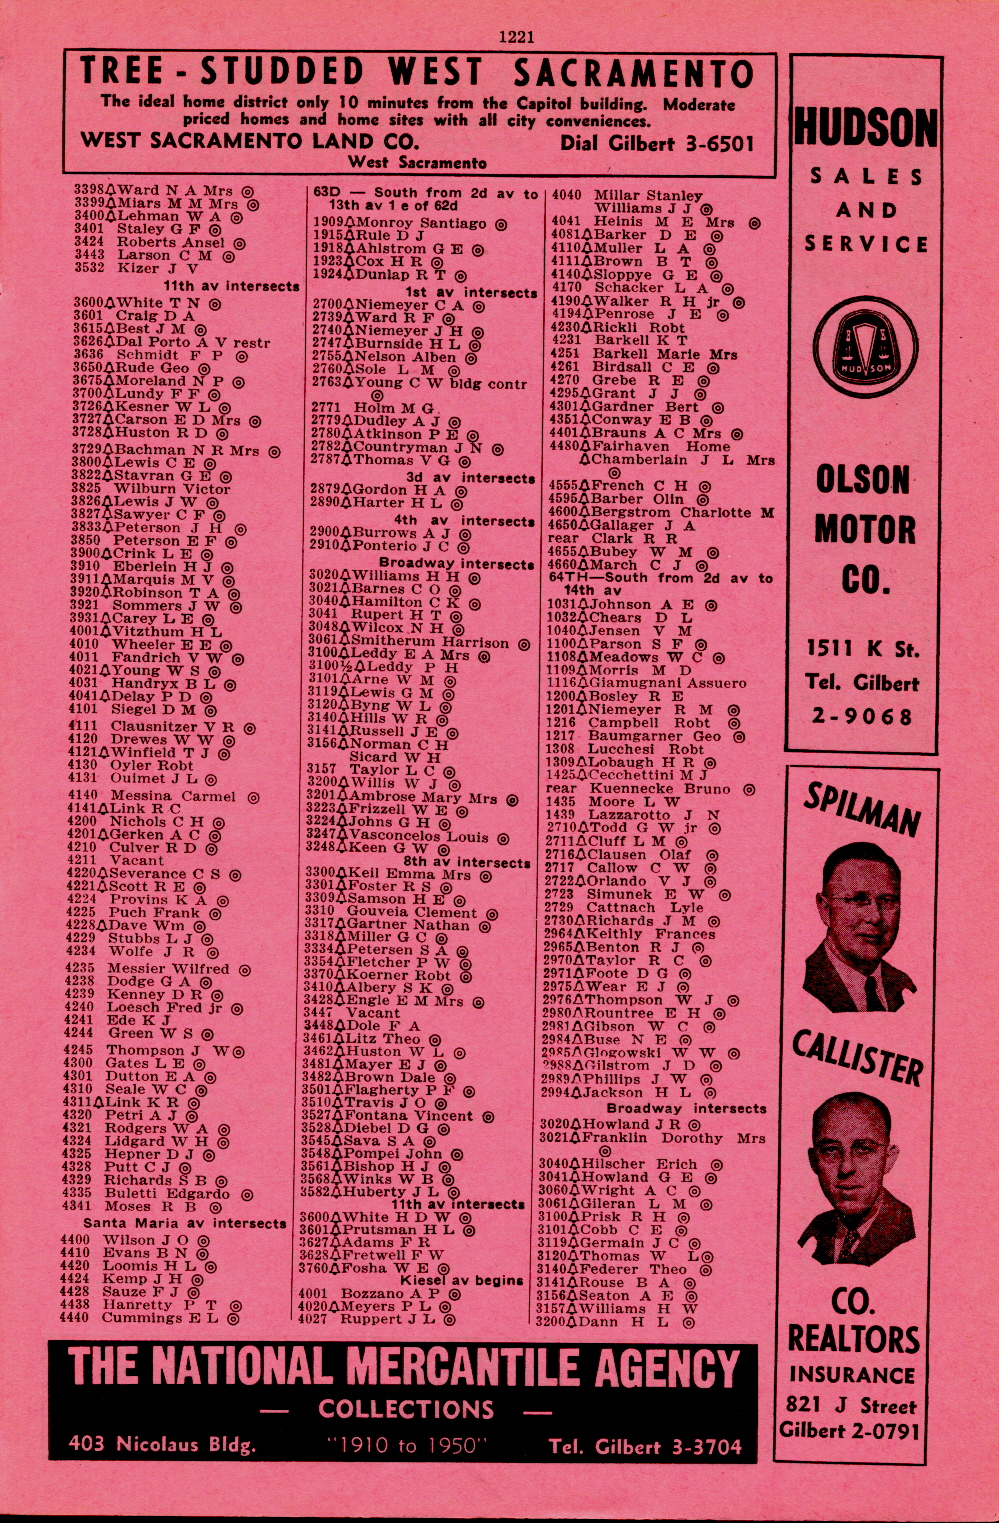 1221
TREE - STUDDED WEST SACRAMENTO
The ideal home district only 10 minutes from the Capitol building. Moderate
priced homes and home sites with all city conveniences.
WEST SACRAMENTO LAND CO. Dial Gilbert 3-6501
West Sacramento
3398△Ward N A Mrs ◎
3399△Miars M M Mrs ◎
3400△Lehman W A ◎
3401 Staley G F ◎
3424 Roberts Ansel ◎
3443 Larson C M ◎
3532 Kizer J V
11th av intersects
3600△White T N ◎
3601 Craig D A
3615△Best J M ◎
3626△Dal Porto A V restr
3636 Schmidt F P ◎
3650△Rude Geo ◎
3675△Moreland N P ◎
3700△Lundy F F ◎
3726△Kesner W L ◎
3727△Carson E D Mrs ◎
3728△Huston R D ◎
3729△Bachman N R Mrs ◎
3800△Lewis C E ◎
3822△Stavran G E ◎
3825 Wilburn Victor
3826△Lewis J W ◎
3827△Sawyer C F ◎
3833△Peterson J H ◎
3850 Peterson E F ◎
3900△Crink L E ◎
3910 Eberlein H J ◎
3911△Marquis M V ◎
3920△Robinson T A ◎
3921 Sommers J W ◎
3931△Carey L E ◎
4001△Vitzthum H L
4010 Wheeler E E ◎
4011 Fandrich V W ◎
4021△Young W S ◎
4031 Handryx B L ◎
4041△Delay P D ◎
4101 Siegel D M ◎
4111 Clausnitzer V R ◎
4120 Drewes W W ◎
4121△Winfield T J ◎
4130 Oyler Robt
4131 Ouimet J L ◎
4140 Messina Carmel ◎
4141△Link R C
4200 Nichols C H ◎
4201△Gerken A C ◎
4210 Culver R D ◎
4211 Vacant
4220△Severance C S ◎
4221△Scott R E ◎
4224 Provins K A ◎
4225 Puch Frank ◎
4228△Dave Wm ◎
4229 Stubbs L J ◎
4234 Wolfe J R ◎
4235 Messier Wilfred ◎
4238 Dodge G A ◎
4239 Kenney D R ◎
4240 Loesch Fred jr ◎
4241 Ede K J
4244 Green W S ◎
4245 Thompson J W◎
4300 Gates L E ◎
4301 Dutton E A ◎
4310 Seale W C ◎
4311△Link K R ◎
4320 Petri A J ◎
4321 Rodgers W A ◎
4324 Lidgard W H ◎
4325 Hepner D J ◎
4328 Putt C J ◎
4329 Richards S B ◎
4335 Buletti Edgardo ◎
4341 Moses R B ◎
Santa Maria av intersects
4400 Wilson J O ◎
4410 Evans B N ◎
4420 Loomis H L ◎
4424 Kemp J H ◎
4428 Sauze F J ◎
4438 Hanretty P T ◎
4440 Cummings E L ◎
63D — South from 2d av to
13th av 1 e of 62d
1909△Monroy Santiago ◎
1915△Rule D J
1918△Ahlstrom G E ◎
1923△Cox H R ◎
1924△Dunlap R T ◎
1st av intersects
2700△Niemeyer C A ◎
2739△Ward R F ◎
2740△Niemeyer J H ◎
2747△Burnside H L ◎
2755△Nelson Alben ◎
2760△Sole L M ◎
2763△Young C W bldg contr
◎
2771 Holm M G
2779△Dudley A J ◎
2780△Atkinson P E ◎
2782△Countryman J N ◎
2787△Thomas V G ◎
3d av intersects
2879△Gordon H A ◎
2890△Harter H L ◎
4th av intersects
2900△Burrows A J ◎
2910△Ponterio J C ◎
Broadway intersects
3020△Williams H H ◎
3021△Barnes C O ◎
3040△Hamilton C K ◎
3041 Rupert H T ◎
3048△Wilcox N H ◎
3061△Smitherum Harrison ◎
3100△Leddy E A Mrs ◎
3100½△Leddy P H
3101△Arne W M ◎
3119△Lewis G M ◎
3120△Byng W L ◎
3140△Hills W R ◎
3141△Russell J E ◎
3156△Norman C H
Sicard W H
3157 Taylor L C ◎
3200△Willis W J ◎
3201△Ambrose Mary Mrs ◎
3223△Frizzell W E ◎
3224△Johns G H ◎
3247△Vasconcelos Louis ◎
3248△Keen G W ◎
8th av intersects
3300△Keil Emma Mrs ◎
3301△Foster R S ◎
3309△Samson H E ◎
3310 Gouveia Clement ◎
3317△Gartner Nathan ◎
3318△Miller G C ◎
3334△Petersen S A ◎
3354△Fletcher P W ◎
3370△Koerner Robt ◎
3410△Albery S K ◎
3428△Engle E M Mrs ◎
3447 Vacant
3448△Dole F A
3461△Litz Theo ◎
3462△Huston W L ◎
3481△Mayer E J ◎
3482△Brown Dale ◎
3501△Flaghrty P F ◎
3510△Travis J O ◎
3527△Fontana Vincent ◎
3528△Diebel D G ◎
3545△Sava S A ◎
3548△Pompei John ◎
3561△Bishop H J ◎
3568△Winks W B ◎
3582△Huberty J L ◎
11th av intersects
3600△White H D W ◎
3601△Prutsman H L ◎
3627△Adams F R
3628△Fretwell F W
3760△Fosha W E ◎
Kiesel av begins
4001 Bozzano A P ◎
4020△Meyers P L ◎
4027 Ruppert J L ◎
4040 Millar Stanley
Williams J J ◎
4041 Heinis M E Mrs ◎
4081△Barker D E ◎
4110△Muller L A ◎
4111△Brown B T ◎
4140△Sloppye G E ◎
4170 Schacker L A ◎
4190△Walker R H jr ◎
4194△Penrose J E ◎
4230△Rickli Robt
4231 Barkell K T
4251 Barkell Marie Mrs
4261 Birdsall C E ◎
4270 Grebe R E ◎
4295△Grant J J ◎
4301△Gardner Bert ◎
4351△Conway E B ◎
4401△Brauns A C Mrs ◎
4480△Fairhaven Home
△Chamberlain J L Mrs
◎
4555△French C H ◎
4595△Barber Olin ◎
4600△Bergstrom Charlotte M
4650△Gallager J A
rear Clark R R
4655△Bubey W M ◎
4660△March C J ◎
64TH—South from 2d av to
14th av
1031△Johnson A E ◎
1032△Chears D L
1040△Jensen V M
1100△Parson S F ◎
1108△Meadows W C ◎
1109△Morris M D
1116△Giamugnani Assuero
1200△Bosley R E
1201△Niemeyer R M ◎
1216 Campbell Robt ◎
1217 Baumgarner Geo ◎
1308 Lucchesi Robt
1309△Lobaugh H R ◎
1425△Cecchettini M J
rear Kuennecke Bruno ◎
1435 Moore L W
1439 Lazzarotto J N
2710△Todd G W jr ◎
2711△Cluff L M ◎
2716△Clausen Olaf ◎
2717 Callow C W ◎
2722△Orlando V J ◎
2723 Simunek E W ◎
2729 Cattnach Lyle
2730△Richards J M ◎
2964△Keithly Frances
2965△Benton R J ◎
2970△Taylor R C ◎
2971△Foote D G ◎
2975△Wear E J ◎
2976△Thompson W J ◎
2980△Rountree E H ◎
2981△Gibson W C ◎
2984△Buse N E ◎
2985△Glogowski W W ◎
2988△Gilstrom J D ◎
2989△Phillips J W ◎
2994△Jackson H L ◎
Broadway intersects
3020△Howland J R ◎
3021△Franklin Dorothy Mrs
◎
3040△Hilscher Erich ◎
3041△Howland G E ◎
3060△Wright A C ◎
3061△Gileran L M ◎
3100△Prisk R H ◎
3101△Cobb C E ◎
3119△Germain J C ◎
3120△Thomas W L◎
3140△Federer Theo ◎
3141△Rouse B A ◎
3156△Seaton A E ◎
3157△Williams H W
3200△Dann H L ◎
HUDSON
SALES
AND
SERVICE
HUDSON
OLSON
MOTOR
CO.
1511 K St.
Tel. Gilbert
2-9068
SPILMAN
CALLISTER
CO.
REALTORS
INSURANCE
821 J Street
Gilbert 2-0791
THE NATIONAL MERCANTILE AGENCY
— COLLECTIONS —
403 Nicolaus Bldg. "1910 to 1950" Tel. Gilbert 3-3704